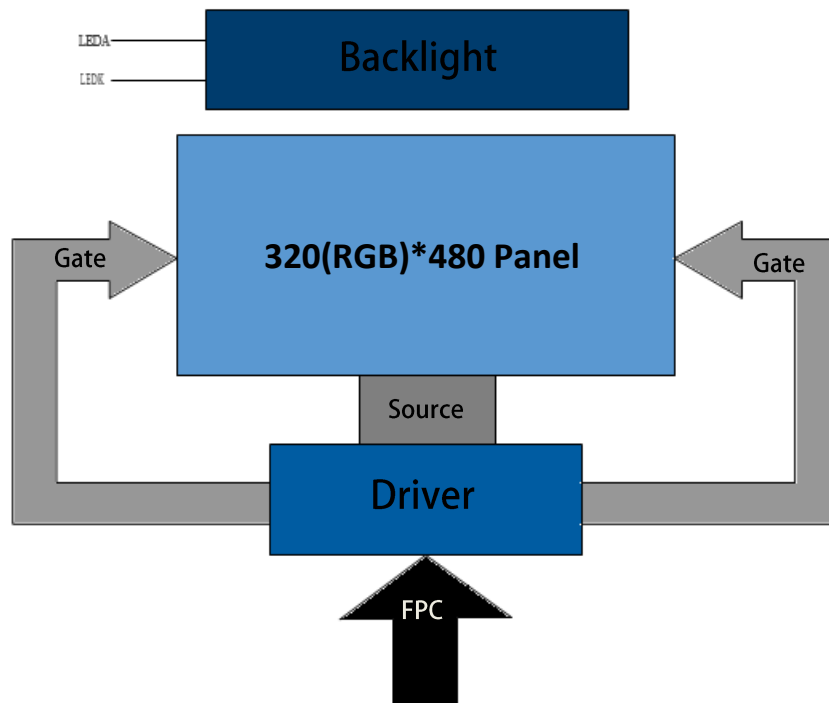 LEDA
LEDK
Backlight
Gate
320(RGB)*480 Panel
Gate
Source
Driver
FPC